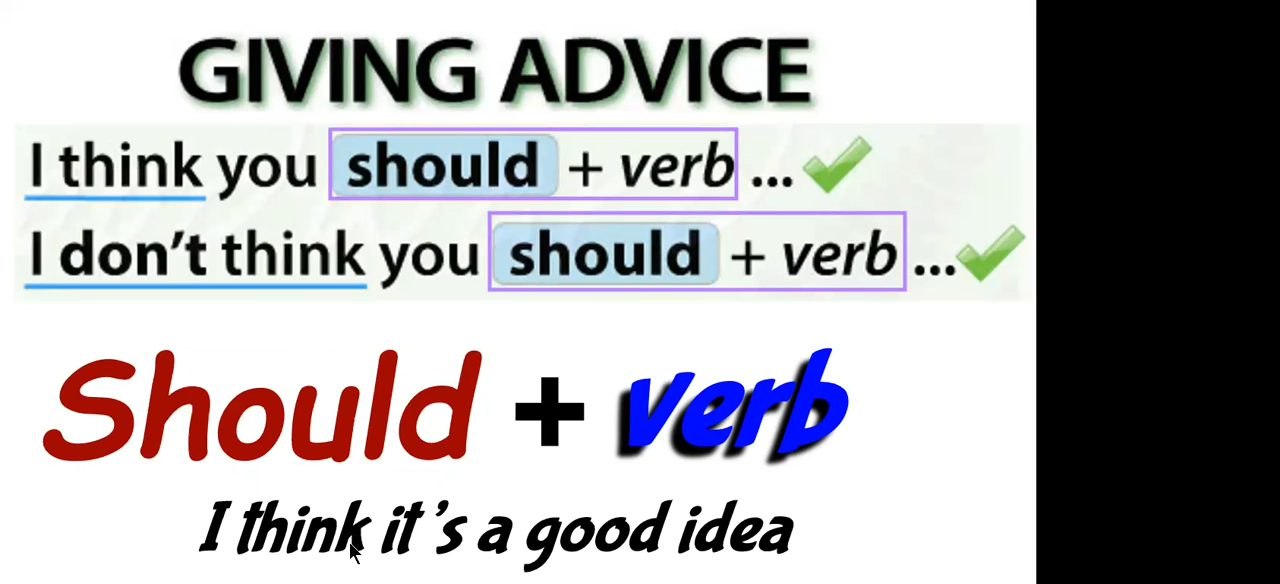 GIVING ADVICE
I think you should + verb ...
I don't think you should + verb ...
Should + verb
I think it's a good idea